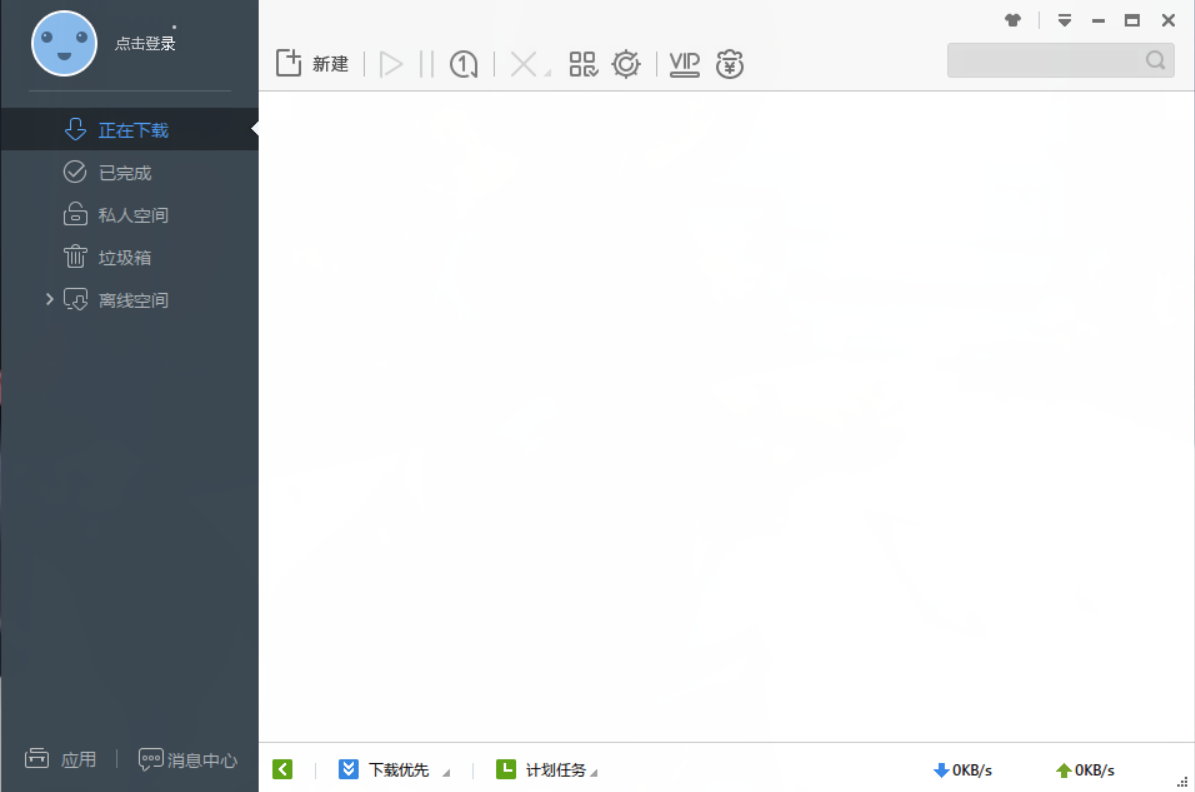 点击登录
新建
VIP
正在下载
已完成
私人空间
垃圾箱
离线空间
应用
消息中心
下载优先
计划任务
0KB/s
0KB/s